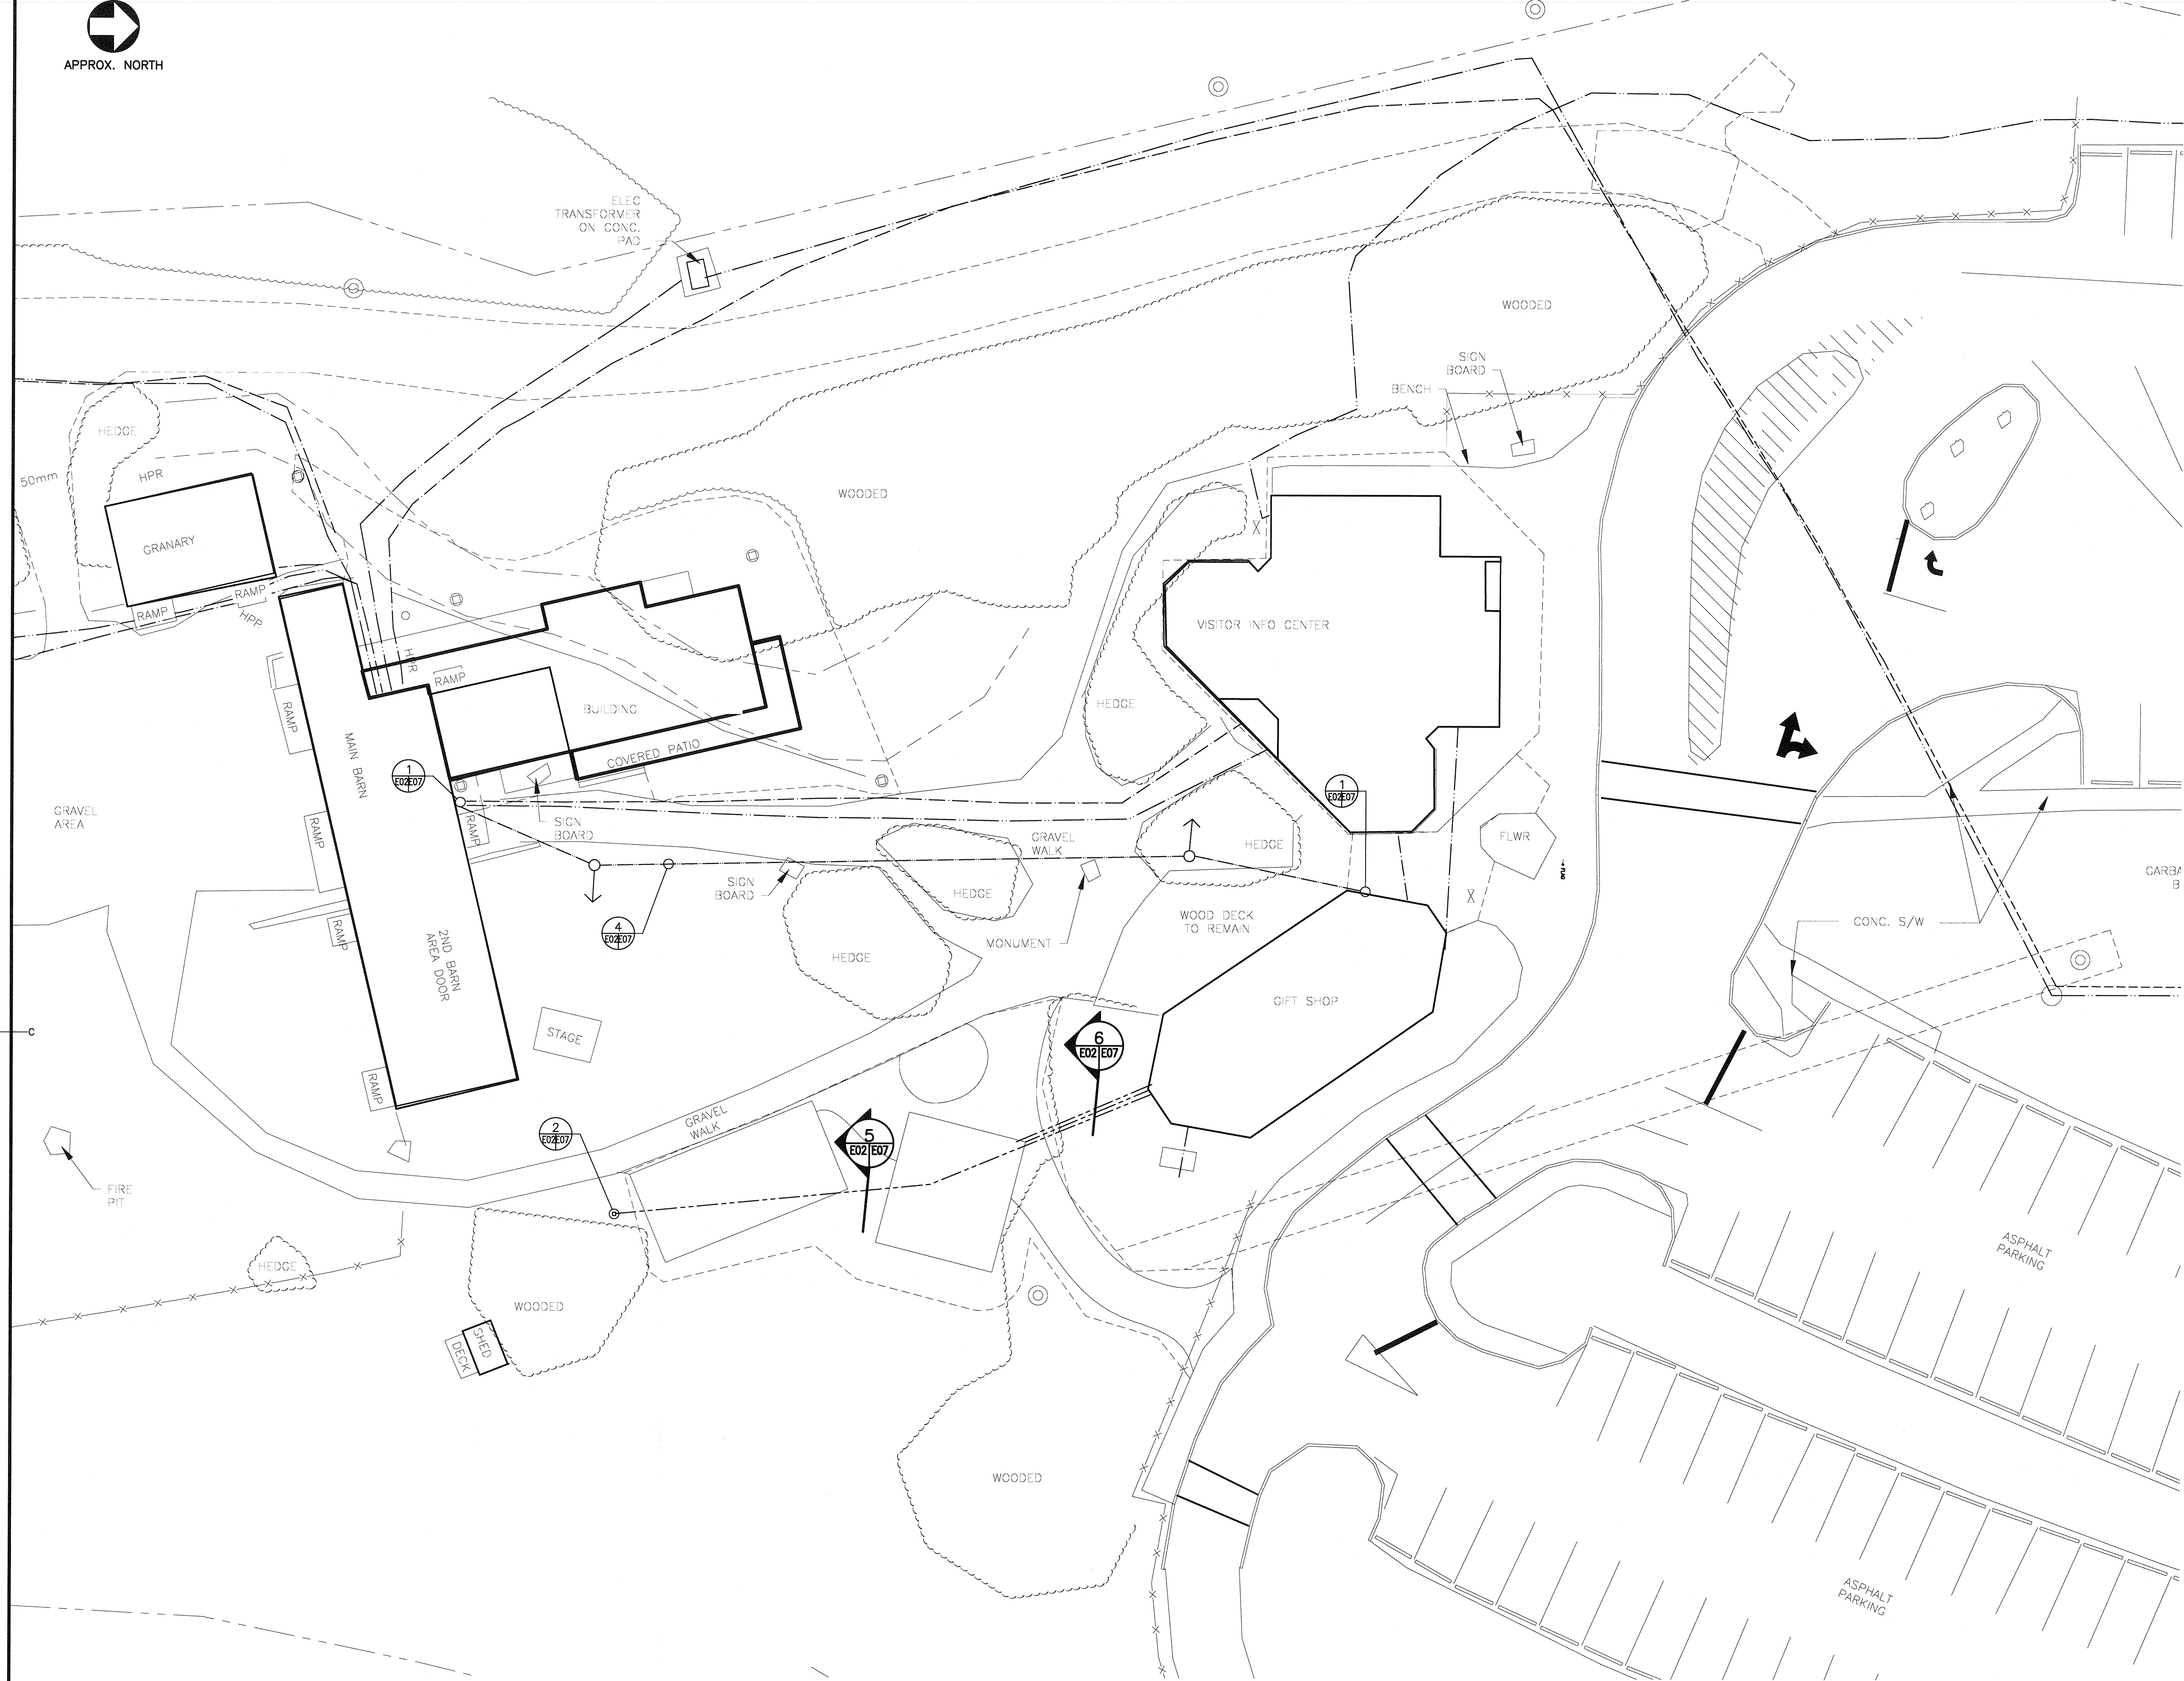 APPROX. NORTH
ELEC
TRANSFORMER
ON CONC.
PAD
WOODED
SIGN
BOARD
BENCH
HEDGE
HPR
50mm
WOODED
GRANARY
RAMP
RAMP
HPR
VISITOR INFO CENTER
HPR
RAMP
BUILDING
HEDGE
RAMP
MAIN BARN
COVERED PATIO
1
E02 E07
1
E02 E07
GRAVEL
AREA
RAMP
RAMP
SIGN
BOARD
GRAVEL
WALK
HEDGE
FLWR
FLAG
SIGN
BOARD
HEDGE
GARBA
B
RAMP
4
E02 E07
2ND BARN
AREA DOOR
MONUMENT
WOOD DECK
TO REMAIN
CONC. S/W
HEDGE
GIFT SHOP
C
STAGE
6
E02 E07
RAMP
2
E02 E07
GRAVEL
WALK
5
E02 E07
FIRE
PIT
HEDGE
ASPHALT
PARKING
WOODED
SHED
DECK
WOODED
ASPHALT
PARKING